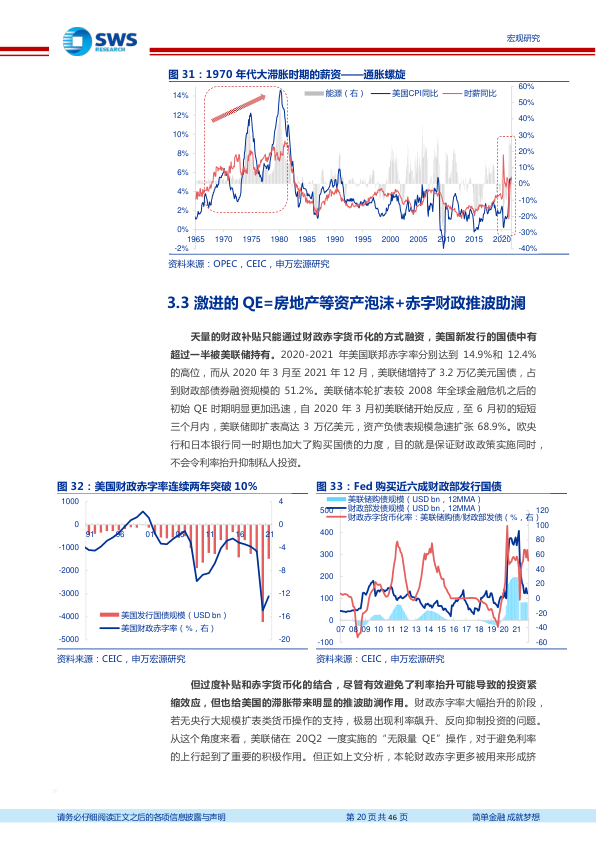 SWS
RESEARCH
宏观研究
图 31：1970 年代大滞胀时期的薪资——通胀螺旋
能源（右） 美国CPI同比 时薪同比
14%
12%
10%
8%
6%
4%
2%
0%
-2%
60%
50%
40%
30%
20%
10%
0%
-10%
-20%
-30%
-40%
1965 1970 1975 1980 1985 1990 1995 2000 2005 2010 2015 2020
资料来源：OPEC，CEIC，申万宏源研究
3.3 激进的 QE=房地产等资产泡沫+赤字财政推波助澜
天量的财政补贴只能通过财政赤字货币化的方式融资，美国新发行的国债中有
超过一半被美联储持有。2020-2021 年美国联邦赤字率分别达到 14.9%和 12.4%
的高位，而从 2020 年 3 月至 2021 年 12 月，美联储增持了 3.2 万亿美元国债，占
到财政部债券融资规模的 51.2%。美联储本轮扩表较 2008 年全球金融危机之后的
初始 QE 时期明显更加迅速，自 2020 年 3 月初美联储开始反应，至 6 月初的短短
三个月内，美联储即扩表高达 3 万亿美元，资产负债表规模急速扩张 68.9%。欧央
行和日本银行同一时期也加大了购买国债的力度，目的就是保证财政政策实施同时，
不会令利率抬升抑制私人投资。
图 32：美国财政赤字率连续两年突破 10%
1000
0
-1000
-2000
-3000
-4000
-5000
4
0
-4
-8
-12
-16
-20
91 96 01 06 11 16 21
美国发行国债规模（USD bn）
美国财政赤字率（%，右）
资料来源：CEIC，申万宏源研究
图 33：Fed 购买近六成财政部发行国债
美联储购债规模（USD bn，12MMA）
财政部发债规模（USD bn，12MMA）
财政赤字货币化率：美联储购债/财政部发债（%，右）
500
400
300
200
100
0
-100
120
100
80
60
40
20
0
-20
-40
-60
07 08 09 10 11 12 13 14 15 16 17 18 19 20 21
资料来源：CEIC，申万宏源研究
但过度补贴和赤字货币化的结合，尽管有效避免了利率抬升可能导致的投资紧
缩效应，但也给美国的滞胀带来明显的推波助澜作用。财政赤字率大幅抬升的阶段，
若无央行大规模扩表类货币操作的支持，极易出现利率飙升、反向抑制投资的问题。
从这个角度来看，美联储在 20Q2 一度实施的“无限量 QE”操作，对于避免利率
的上行起到了重要的积极作用。但正如上文分析，本轮财政赤字更多被用来形成挤
请务必仔细阅读正文之后的各项信息披露与声明 第 20 页 共 46 页 简单金融 成就梦想